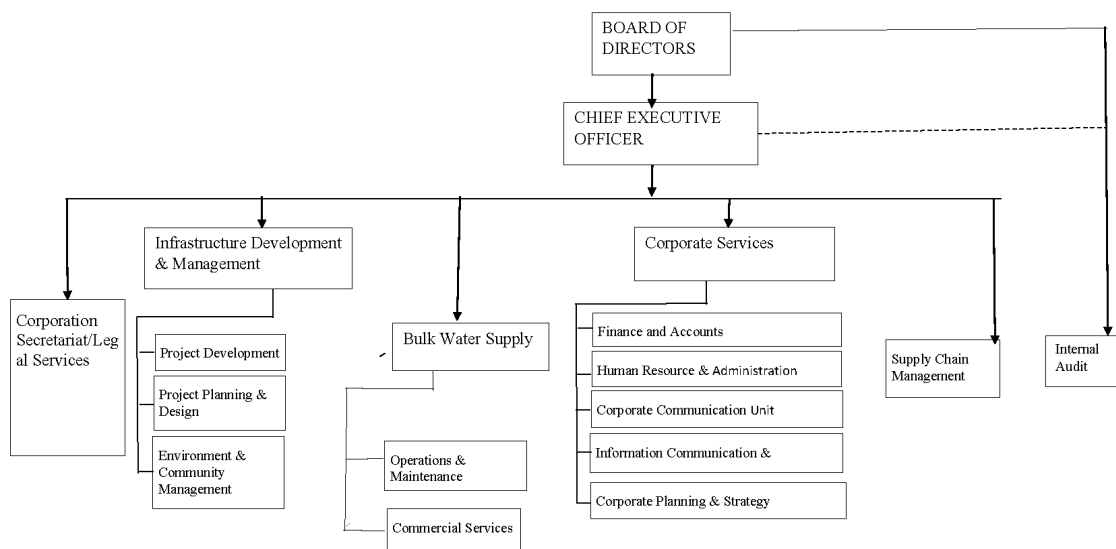 BOARD OF
DIRECTORS
CHIEF EXECUTIVE
OFFICER
Infrastructure Development
& Management
Corporate Services
Corporation
Secretariat/Leg
al Services
Bulk Water Supply
Finance and Accounts
Project Development
Human Resource & Administration
Supply Chain
Management
Internal
Audit
Project Planning &
Design
Corporate Communication Unit
Environment &
Community
Management
Operations &
Maintenance
Information Communication &
Corporate Planning & Strategy
Commercial Services